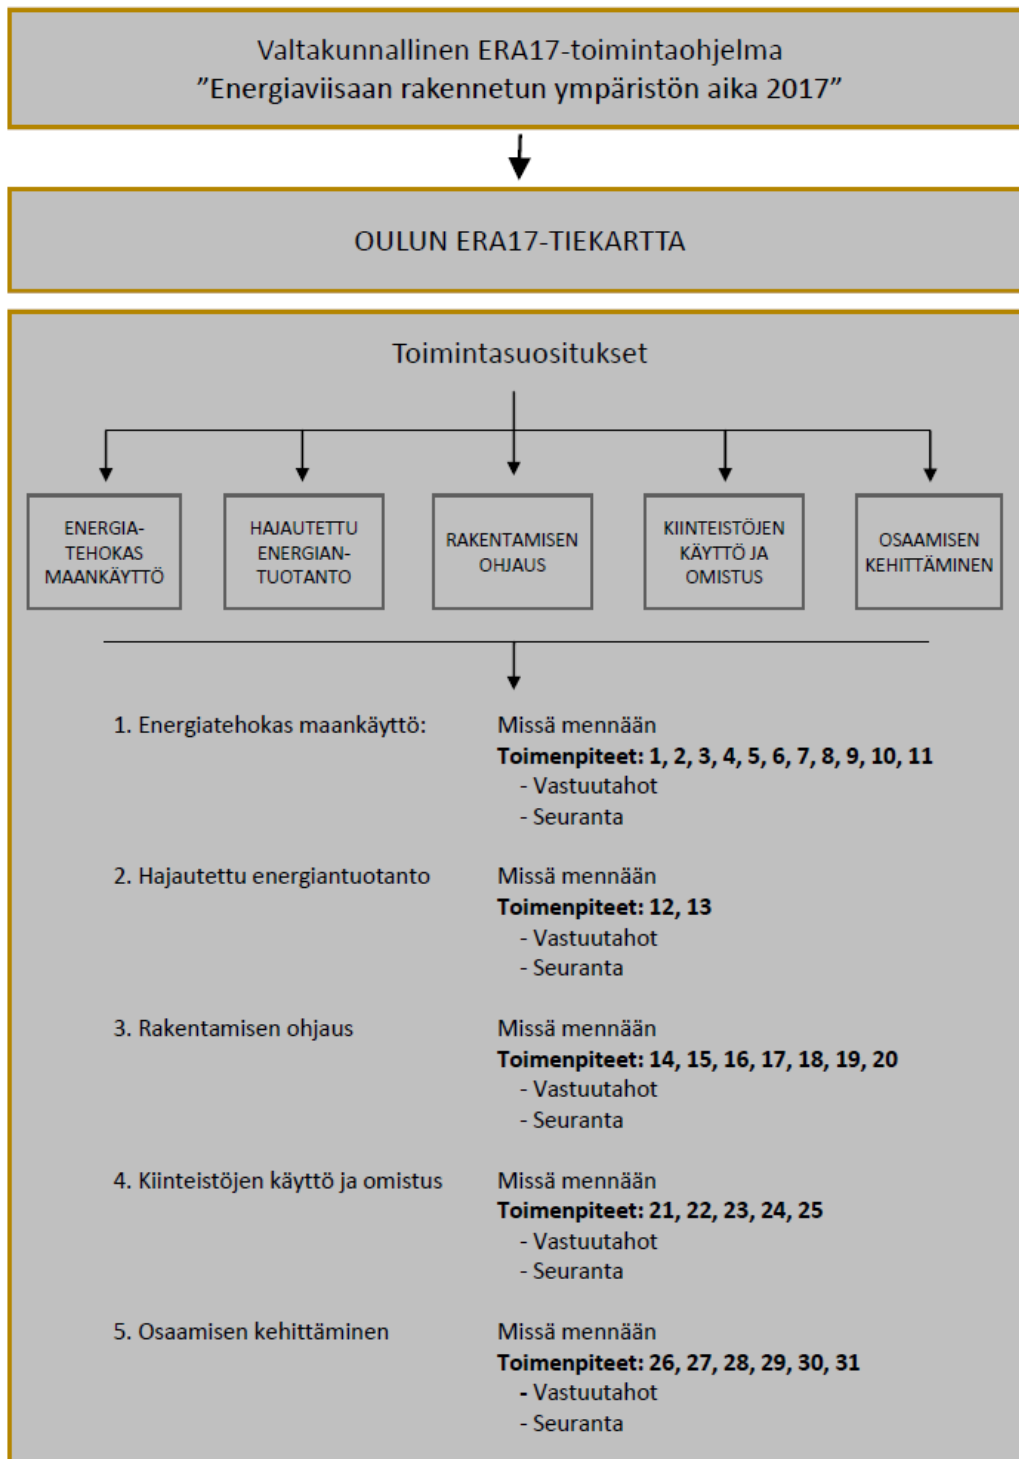 Valtakunnallinen ERA17-toimintaohjelma
”Energiaviisaan rakennetun ympäristön aika 2017”
OULUN ERA17-TIEKARTTA
Toimintasuositukset
ENERGIA-
TEHOKAS
MAANKÄYTTÖ
HAJAUTETTU
ENERGIAN-
TUOTANTO
RAKENTAMISEN
OHJAUS
KIINTEISTÖJEN
KÄYTTÖ JA
OMISTUS
OSAAMISEN
KEHITTÄMINEN
1. Energiatehokas maankäyttö:
Missä mennään
Toimenpiteet: 1, 2, 3, 4, 5, 6, 7, 8, 9, 10, 11
- Vastuutahot
- Seuranta
2. Hajautettu energiantuotanto
Missä mennään
Toimenpiteet: 12, 13
- Vastuutahot
- Seuranta
3. Rakentamisen ohjaus
Missä mennään
Toimenpiteet: 14, 15, 16, 17, 18, 19, 20
- Vastuutahot
- Seuranta
4. Kiinteistöjen käyttö ja omistus
Missä mennään
Toimenpiteet: 21, 22, 23, 24, 25
- Vastuutahot
- Seuranta
5. Osaamisen kehittäminen
Missä mennään
Toimenpiteet: 26, 27, 28, 29, 30, 31
- Vastuutahot
- Seuranta